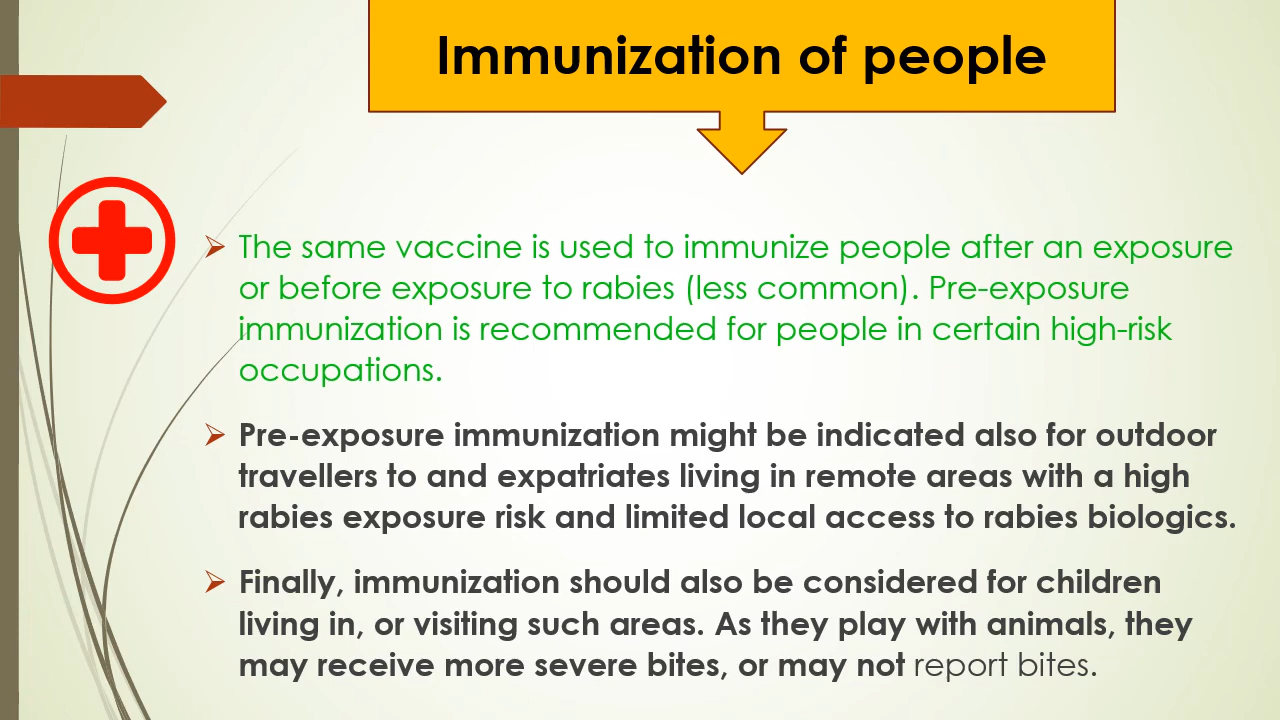 Immunization of people
The same vaccine is used to immunize people after an exposure
or before exposure to rabies (less common). Pre-exposure
immunization is recommended for people in certain high-risk
occupations.
Pre-exposure immunization might be indicated also for outdoor
travellers to and expatriates living in remote areas with a high
rabies exposure risk and limited local access to rabies biologics.
Finally, immunization should also be considered for children
living in, or visiting such areas. As they play with animals, they
may receive more severe bites, or may not report bites.